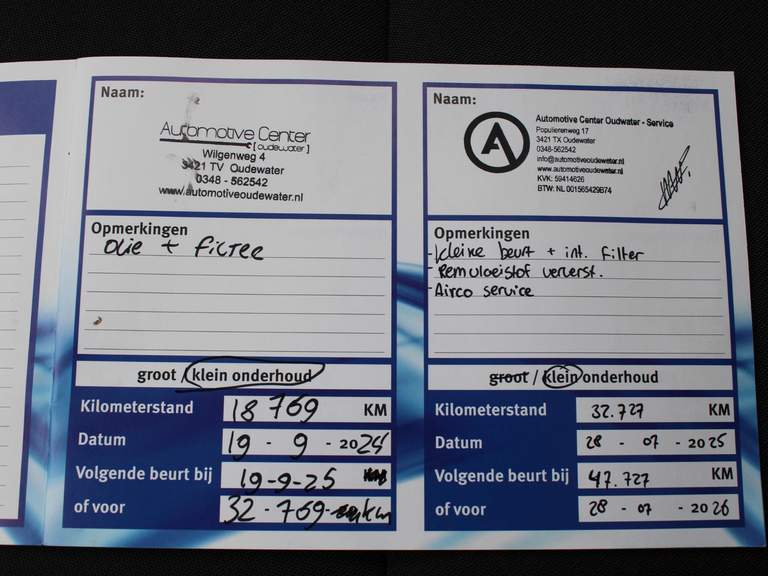 Naam:
Automotive Center
[oudewater]
Wilgenweg 4
3421 TV Oudewater
0348 - 562542
www.automotiveoudewater.nl
Opmerkingen
Olie + Filter
groot / klein onderhoud
Kilometerstand 18769 KM
Datum 19 - 9 - 2024
Volgende beurt bij 19-9-25
of voor 32-769 km
Naam:
Automotive Center Oudwater - Service
Populierenweg 17
3421 TX Oudewater
0348-562542
info@automotiveoudewater.nl
www.automotiveoudewater.nl
KVK: 59414626
BTW: NL 001565429B74
Opmerkingen
- Kleine beurt + int. Filter
- Remvloeistof ververst.
- Airco service
groot / klein onderhoud
Kilometerstand 32.727 KM
Datum 28 - 07 - 2025
Volgende beurt bij 47.727 KM
of voor 28 - 07 - 2026